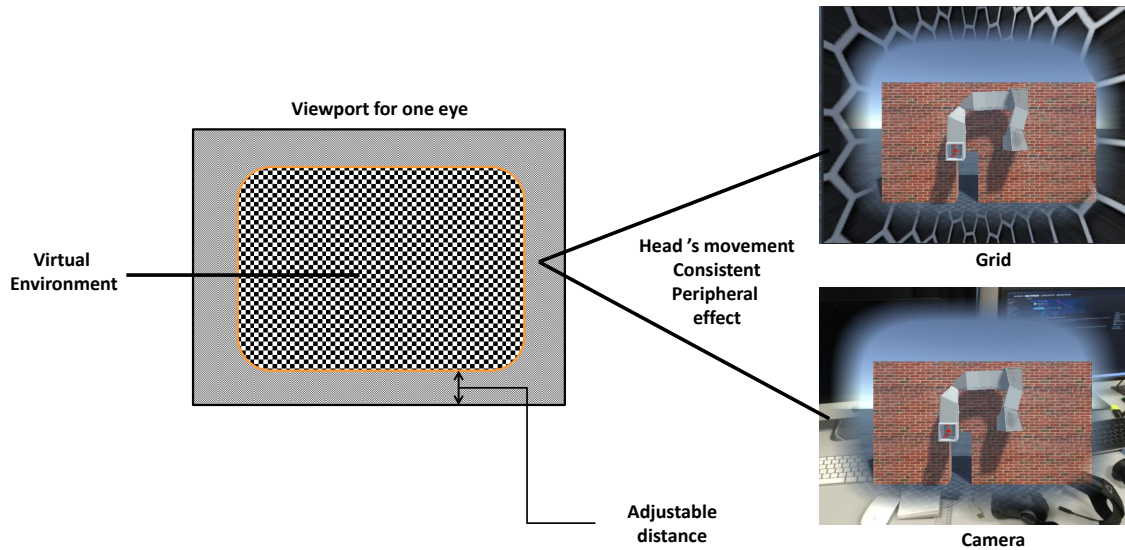 Viewport for one eye
Virtual
Environment
Head ’s movement
Consistent
Peripheral
effect
Grid
Camera
Adjustable
distance